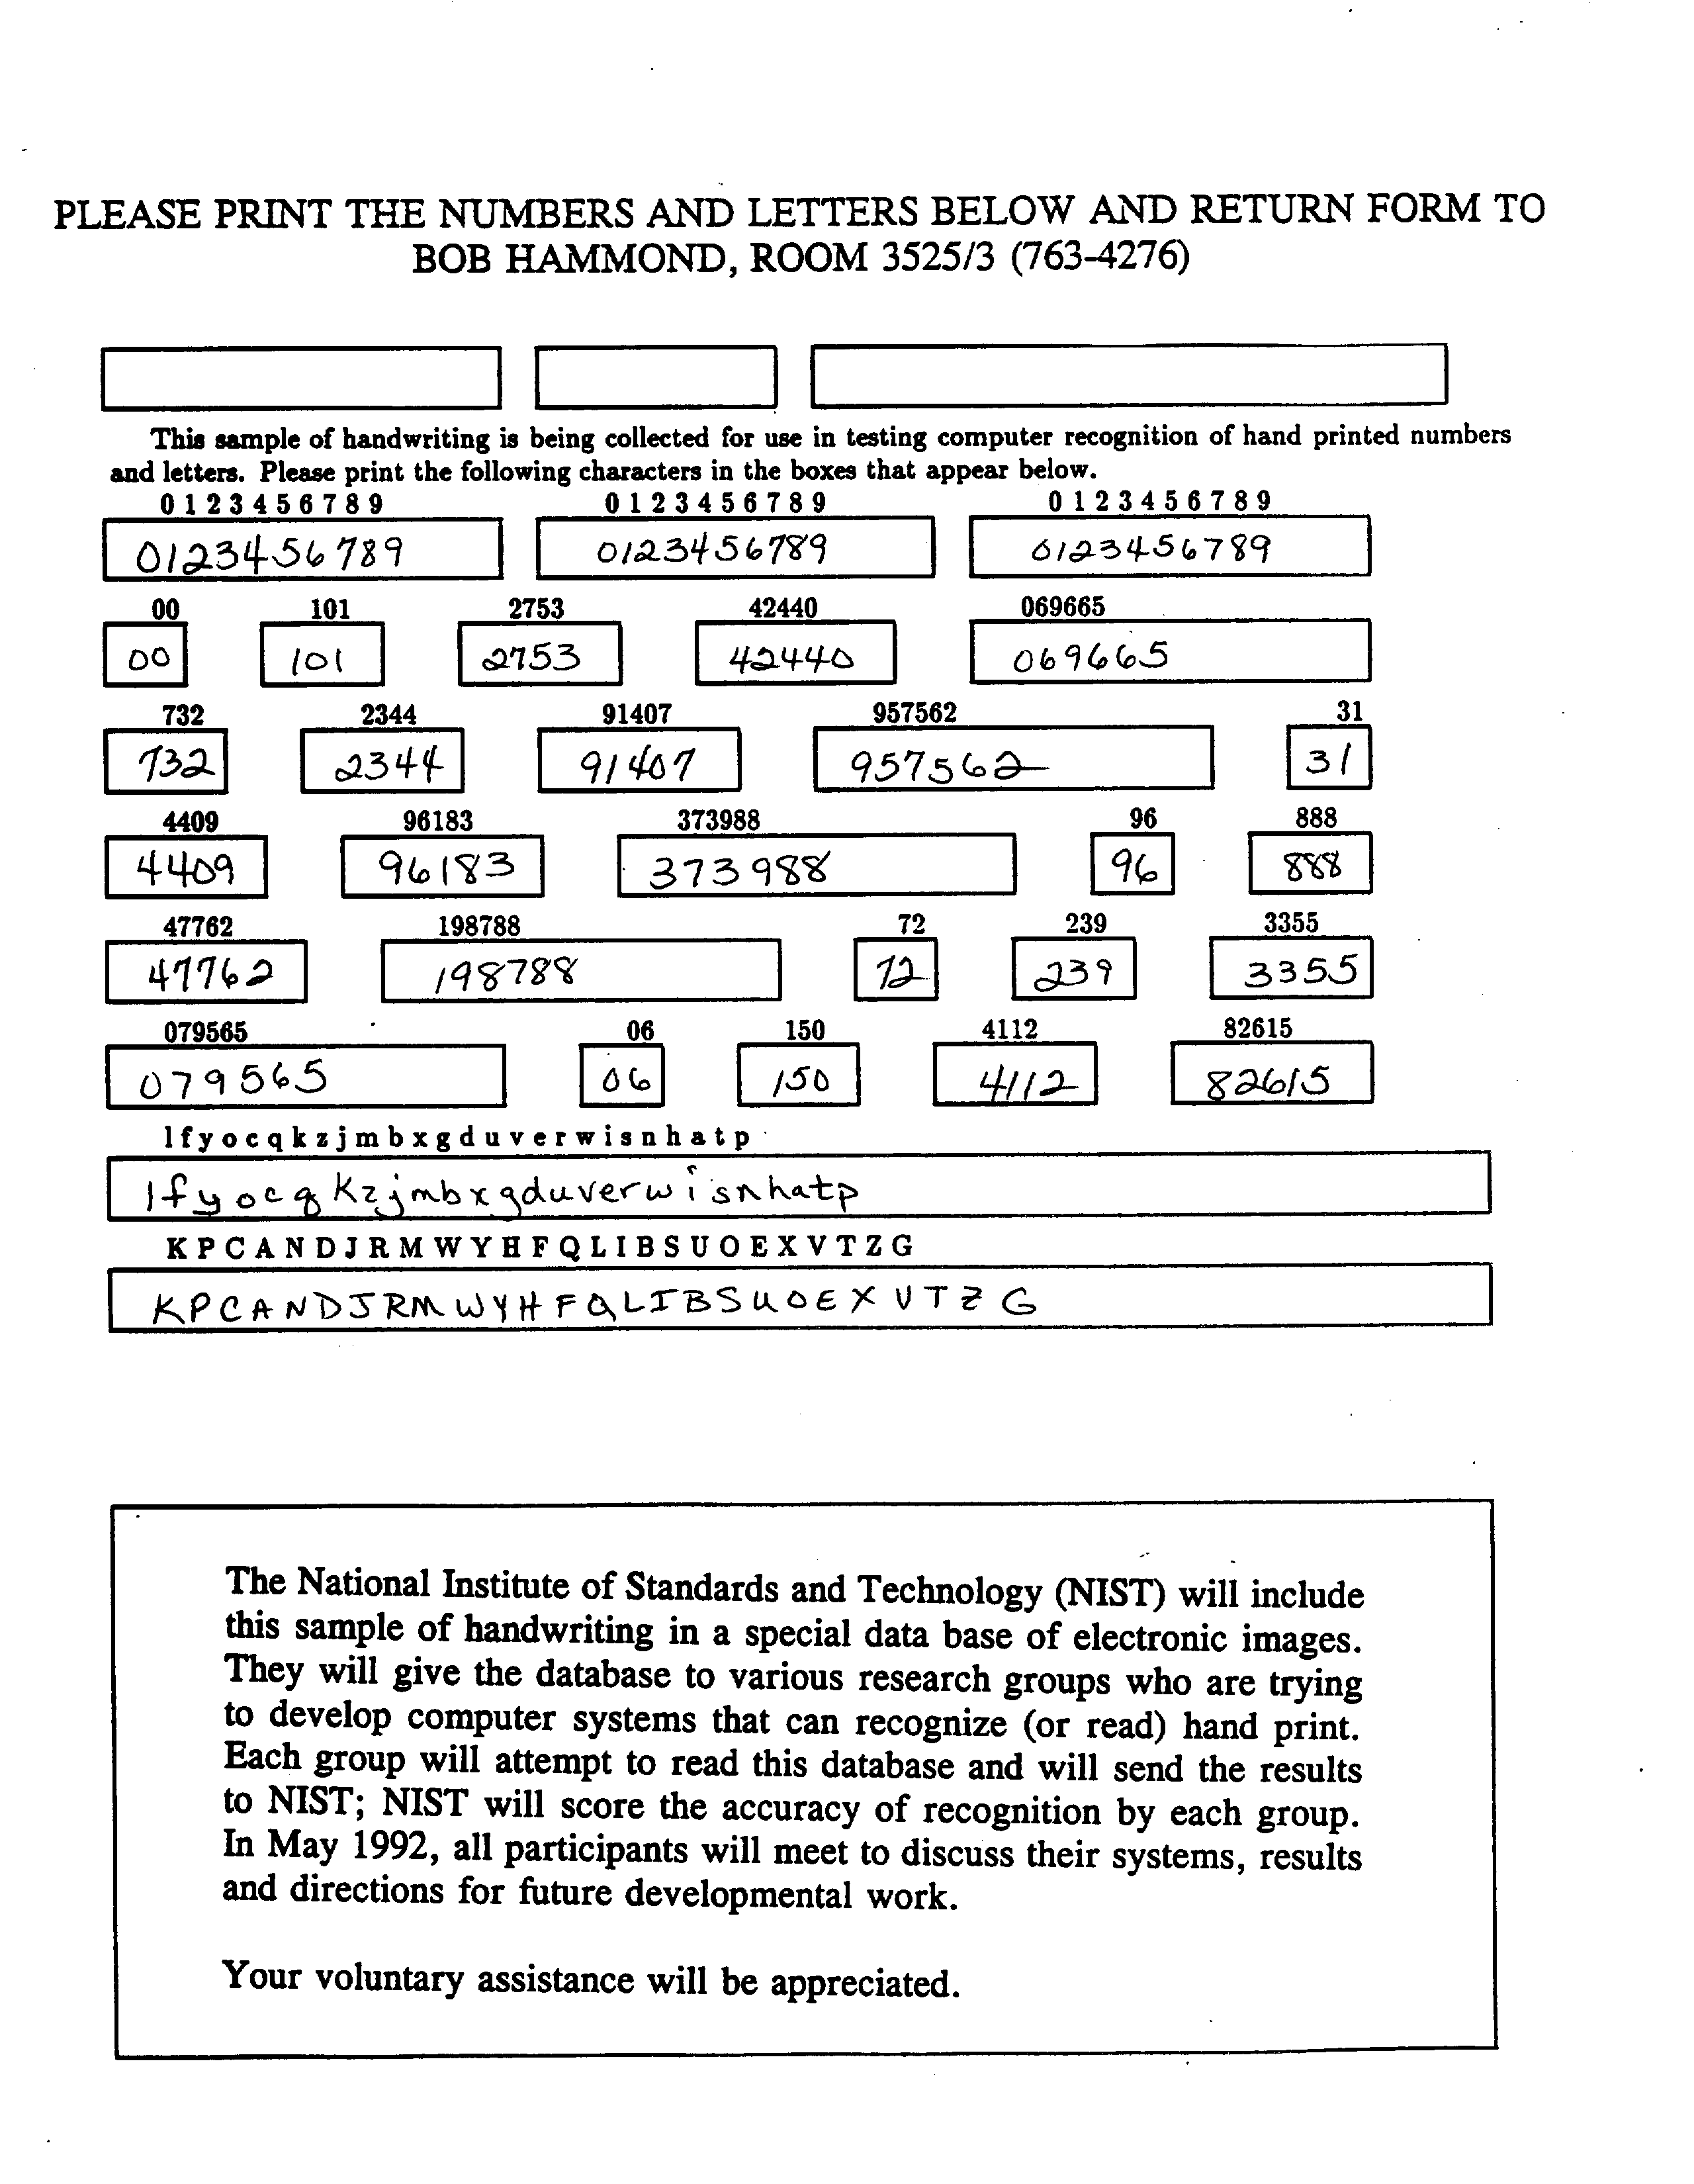 PLEASE PRINT THE NUMBERS AND LETTERS BELOW AND RETURN FORM TO
BOB HAMMOND, ROOM 3525/3 (763-4276)
This sample of handwriting is being collected for use in testing computer recognition of hand printed numbers
and letters. Please print the following characters in the boxes that appear below.
0 1 2 3 4 5 6 7 8 9 0 1 2 3 4 5 6 7 8 9 0 1 2 3 4 5 6 7 8 9
0123456789 0123456789 0123456789
00 101 2753 42440 069665
00 101 2753 42440 069665
732 2344 91407 957562 31
732 2344 91407 957562 31
4409 96183 373988 96 888
4409 96183 373988 96 888
47762 198788 72 239 3355
47762 198788 72 239 3355
079565 06 150 4112 82615
079565 06 150 4112 82615
l f y o c q k z j m b x g d u v e r w i s n h a t p
l f y o c q k z j m b x g d u v e r w i s n h a t p
K P C A N D J R M W Y H F Q L I B S U O E X V T Z G
K P C A N D J R M W Y H F Q L I B S U O E X V T Z G
The National Institute of Standards and Technology (NIST) will include
this sample of handwriting in a special data base of electronic images.
They will give the database to various research groups who are trying
to develop computer systems that can recognize (or read) hand print.
Each group will attempt to read this database and will send the results
to NIST; NIST will score the accuracy of recognition by each group.
In May 1992, all participants will meet to discuss their systems, results
and directions for future developmental work.
Your voluntary assistance will be appreciated.